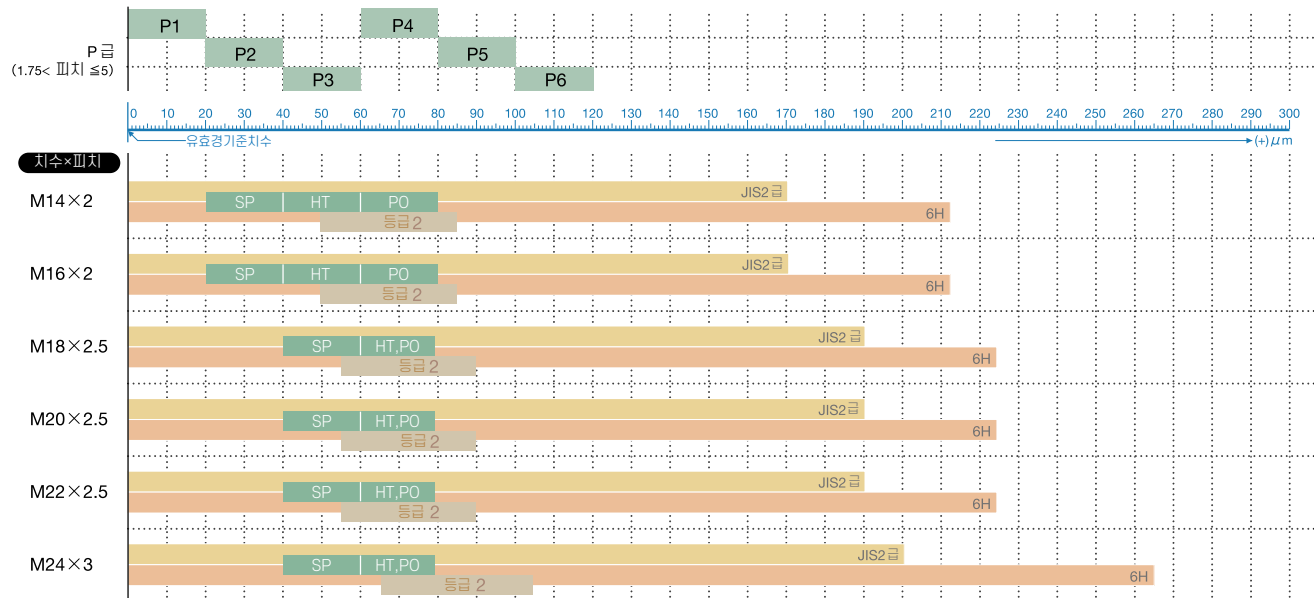 P1 P4
P 급 P2 P5
(1.75< 피치 ≦5) P3 P6
0 10 20 30 40 50 60 70 80 90 100 110 120 130 140 150 160 170 180 190 200 210 220 230 240 250 260 270 280 290 300
유효경기준치수 (+)μm
치수×피치
JIS2급
M14×2 SP HT PO
6H
등급 2
JIS2급
M16×2 SP HT PO
6H
등급 2
JIS2 급
M18×2.5 SP HT,PO
6H
등급 2
JIS2급
M20×2.5 SP HT,PO
6H
등급 2
JIS2급
M22×2.5 SP HT,PO
6H
등급 2
JIS2급
M24×3 SP HT,PO
6H
등급 2